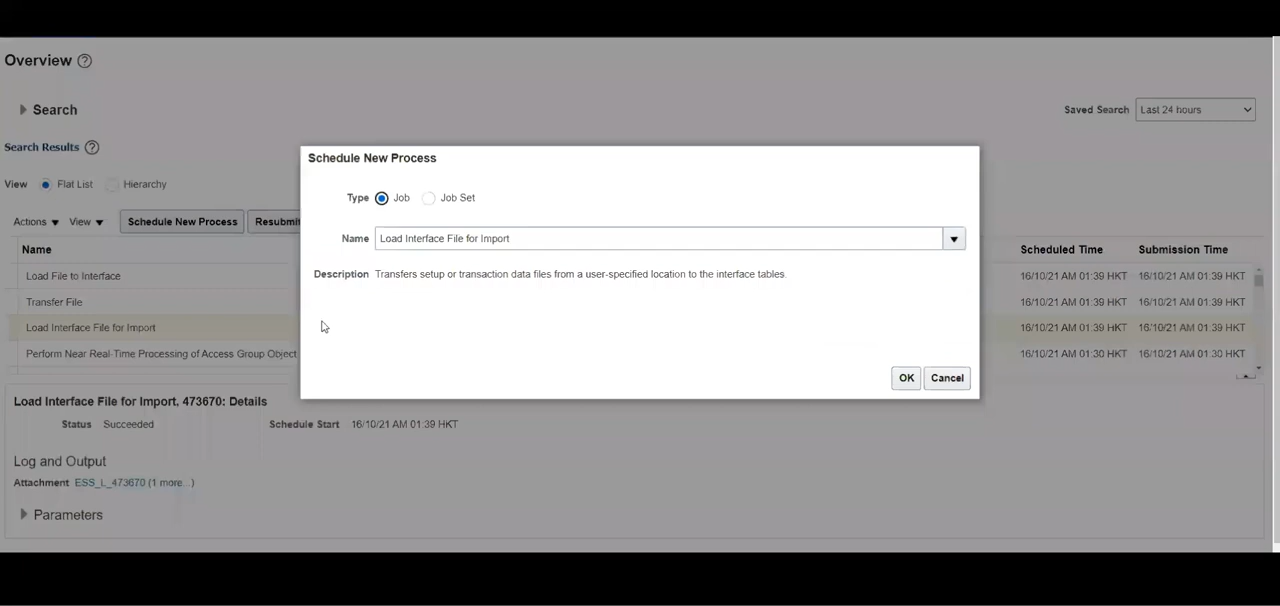 Overview
Search
Saved Search Last 24 hours
Search Results
View Flat List Hierarchy
Actions View Schedule New Process Resubmit
Name Scheduled Time Submission Time
Load File to Interface 16/10/21 AM 01:39 HKT 16/10/21 AM 01:39 HKT
Transfer File 16/10/21 AM 01:39 HKT 16/10/21 AM 01:39 HKT
Load Interface File for Import 16/10/21 AM 01:39 HKT 16/10/21 AM 01:39 HKT
Perform Near Real-Time Processing of Access Group Object 16/10/21 AM 01:30 HKT 16/10/21 AM 01:30 HKT
Schedule New Process
Type Job Job Set
Name Load Interface File for Import
Description Transfers setup or transaction data files from a user-specified location to the interface tables.
OK Cancel
Load Interface File for Import, 473670: Details
Status Succeeded Schedule Start 16/10/21 AM 01:39 HKT
Log and Output
Attachment ESS_L_473670 (1 more...)
Parameters